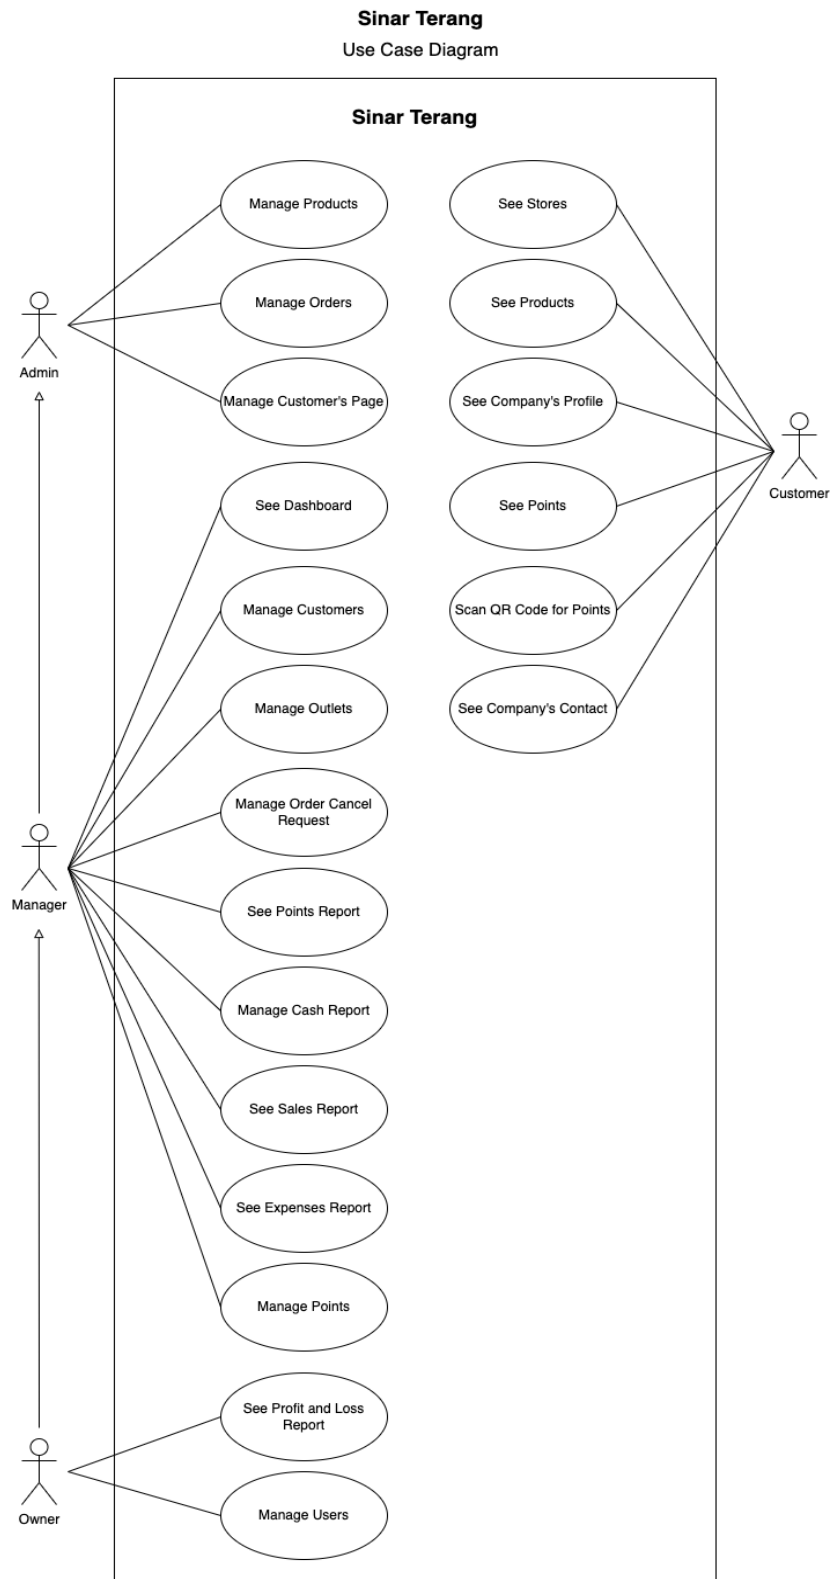 Sinar Terang
Use Case Diagram
Sinar Terang
Manage Products
See Stores
Manage Orders
See Products
Admin
Manage Customer's Page
See Company's Profile
Customer
See Dashboard
See Points
Manage Customers
Scan QR Code for Points
Manage Outlets
See Company's Contact
Manage Order Cancel
Request
Manager
See Points Report
Manage Cash Report
See Sales Report
See Expenses Report
Manage Points
See Profit and Loss
Report
Owner
Manage Users